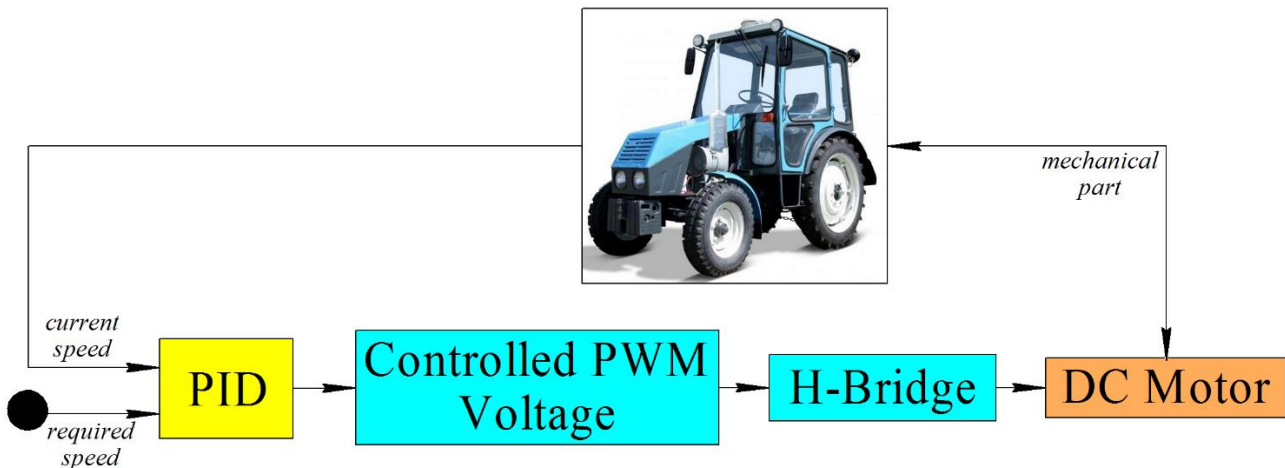 mechanical
part
current
speed
PID
Controlled PWM
Voltage
H-Bridge
DC Motor
required
speed